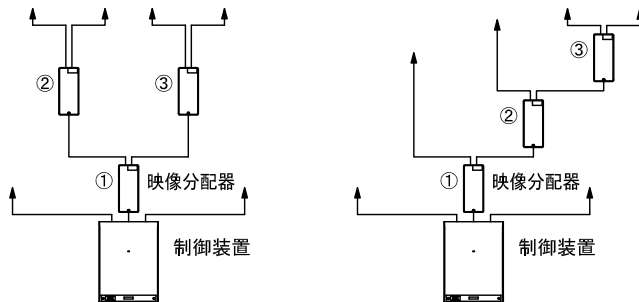 ② ③
① 映像分配器
制御装置
③
②
① 映像分配器
制御装置